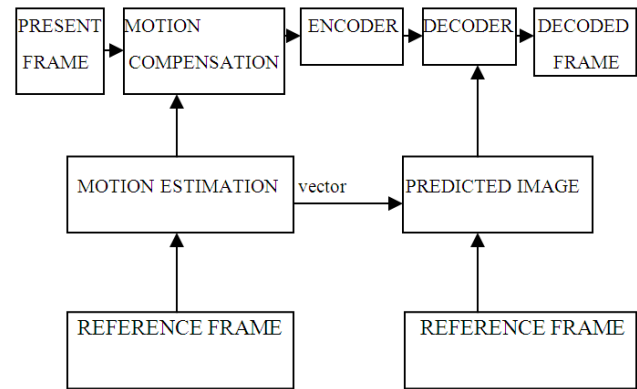 PRESENT
FRAME
MOTION
COMPENSATION
ENCODER
DECODER
DECODED
FRAME
MOTION ESTIMATION
vector
PREDICTED IMAGE
REFERENCE FRAME
REFERENCE FRAME